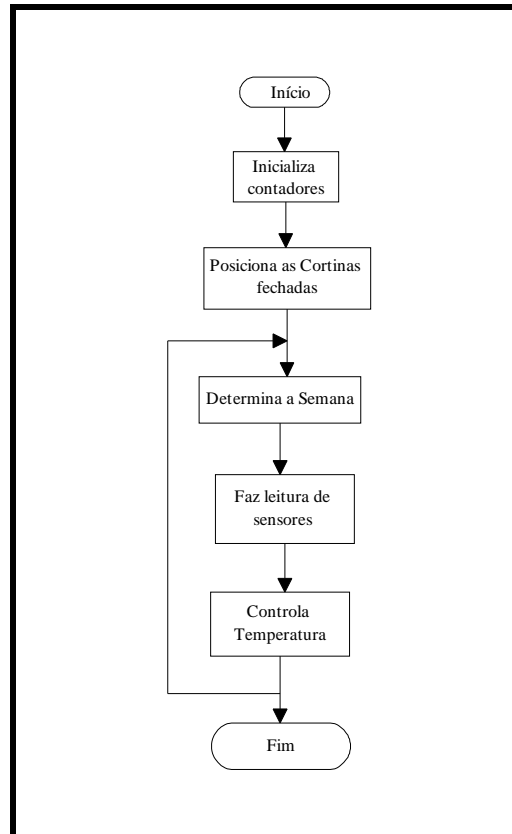 Início
Inicializa
contadores
Posiciona as Cortinas
fechadas
Determina a Semana
Faz leitura de
sensores
Controla
Temperatura
Fim